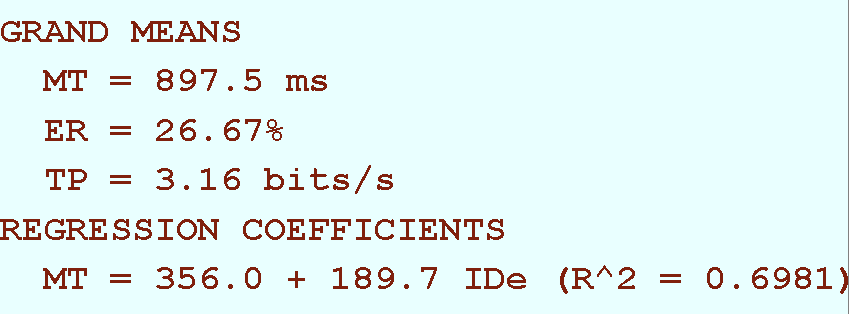 GRAND MEANS
MT = 897.5 ms
ER = 26.67%
TP = 3.16 bits/s
REGRESSION COEFFICIENTS
MT = 356.0 + 189.7 IDe (R^2 = 0.6981)